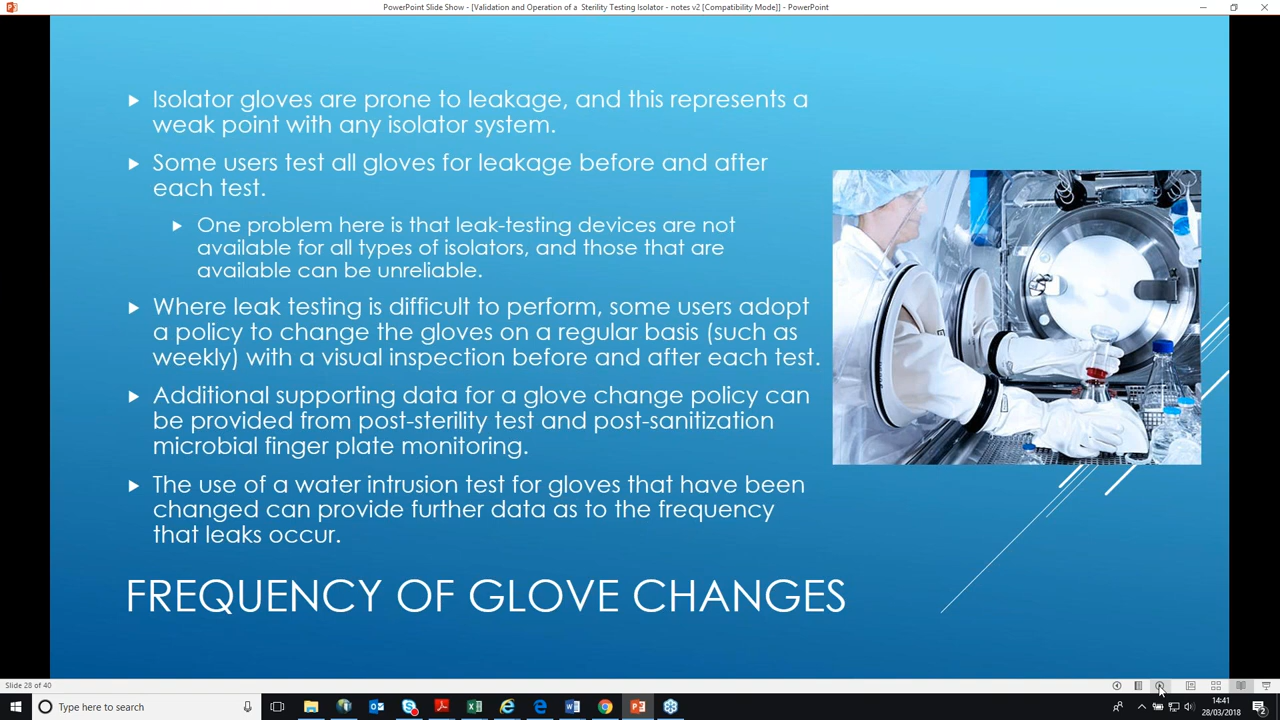 PowerPoint Slide Show - [Validation and Operation of a Sterility Testing Isolator - notes v2 [Compatibility Mode]] - PowerPoint
Isolator gloves are prone to leakage, and this represents a
weak point with any isolator system.
Some users test all gloves for leakage before and after
each test.
One problem here is that leak-testing devices are not
available for all types of isolators, and those that are
available can be unreliable.
Where leak testing is difficult to perform, some users adopt
a policy to change the gloves on a regular basis (such as
weekly) with a visual inspection before and after each test.
Additional supporting data for a glove change policy can
be provided from post-sterility test and post-sanitization
microbial finger plate monitoring.
The use of a water intrusion test for gloves that have been
changed can provide further data as to the frequency
that leaks occur.
FREQUENCY OF GLOVE CHANGES
Slide 28 of 40
Type here to search
14:41
28/03/2018
2